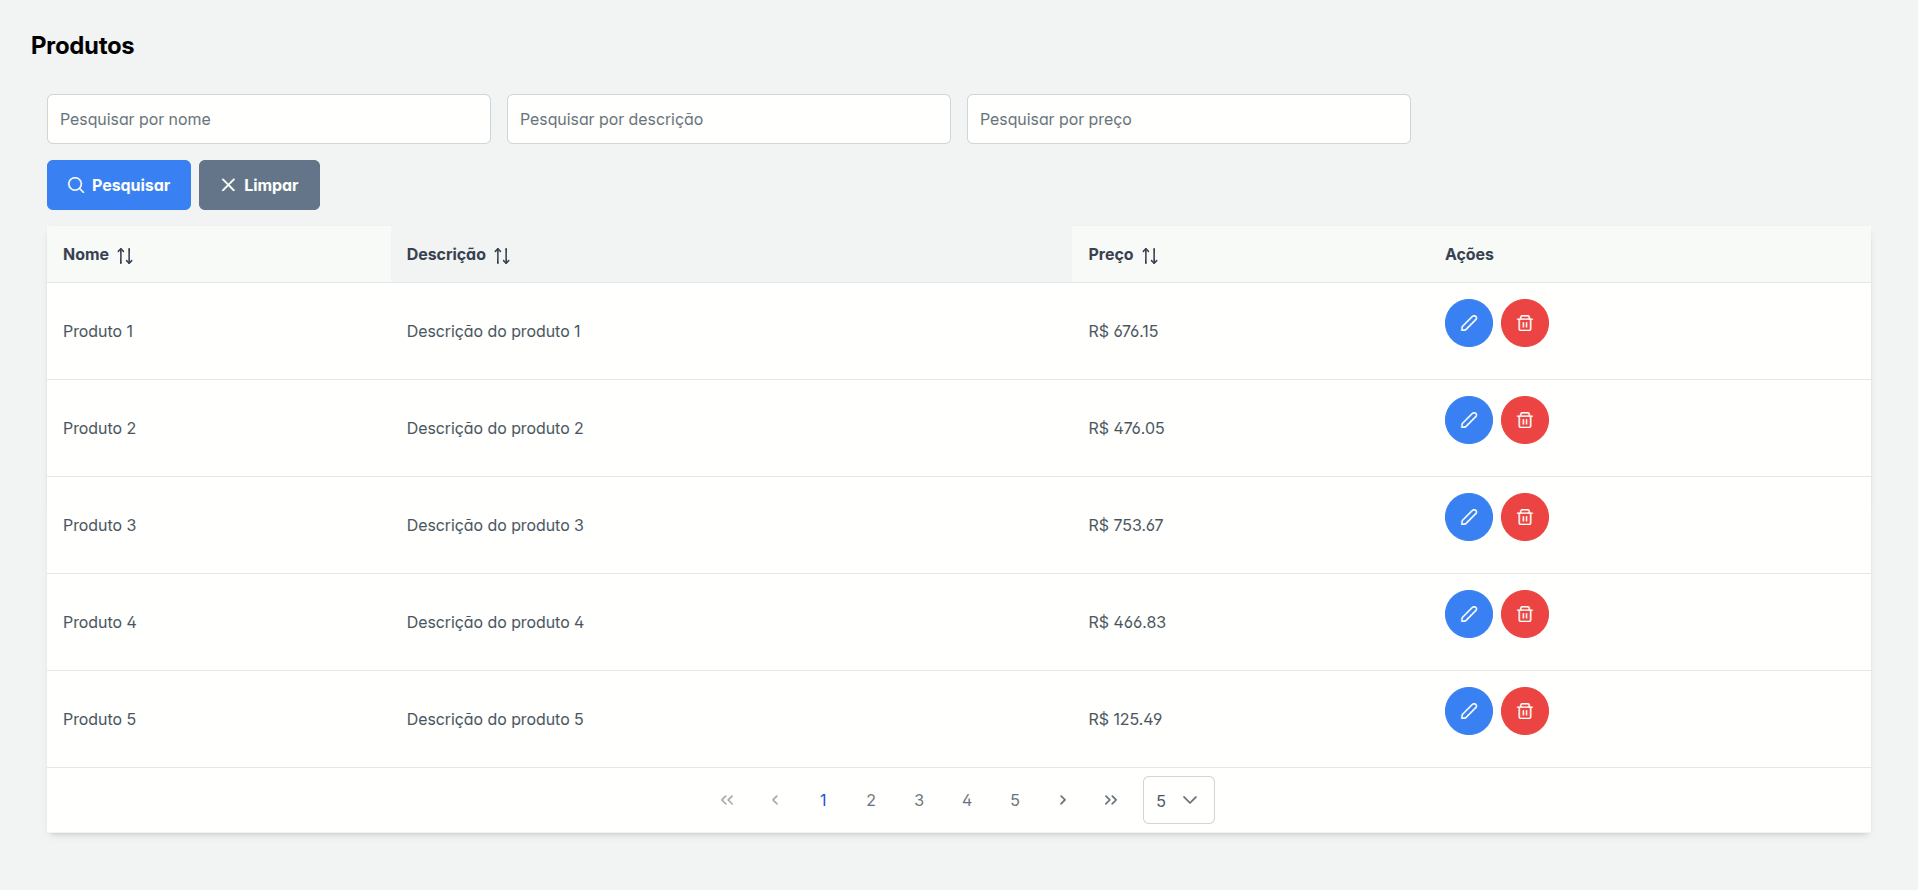 Produtos
Pesquisar por nome Pesquisar por descrição Pesquisar por preço
Pesquisar Limpar
Nome Descrição Preço Ações
Produto 1 Descrição do produto 1 R$ 676.15
Produto 2 Descrição do produto 2 R$ 476.05
Produto 3 Descrição do produto 3 R$ 753.67
Produto 4 Descrição do produto 4 R$ 466.83
Produto 5 Descrição do produto 5 R$ 125.49
1 2 3 4 5 5